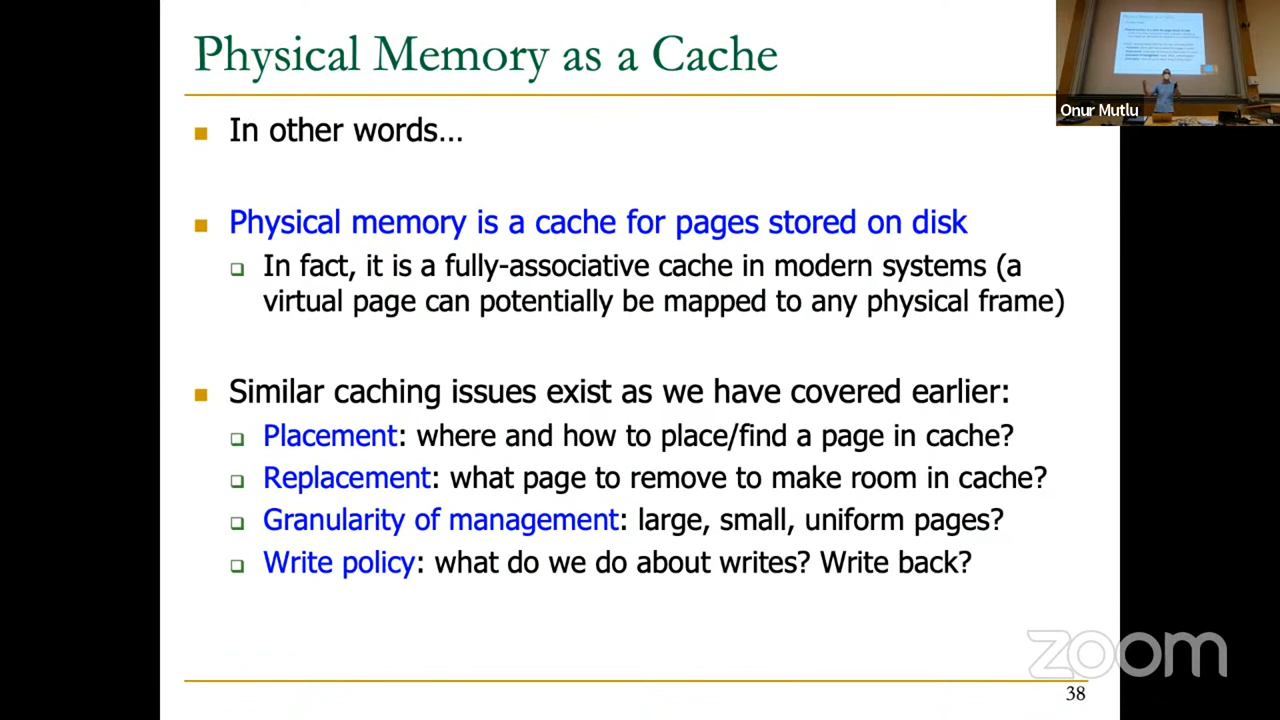 Physical Memory as a Cache
Onur Mutlu
In other words...
Physical memory is a cache for pages stored on disk
In fact, it is a fully-associative cache in modern systems (a
virtual page can potentially be mapped to any physical frame)
Similar caching issues exist as we have covered earlier:
Placement: where and how to place/find a page in cache?
Replacement: what page to remove to make room in cache?
Granularity of management: large, small, uniform pages?
Write policy: what do we do about writes? Write back?
zoom
38